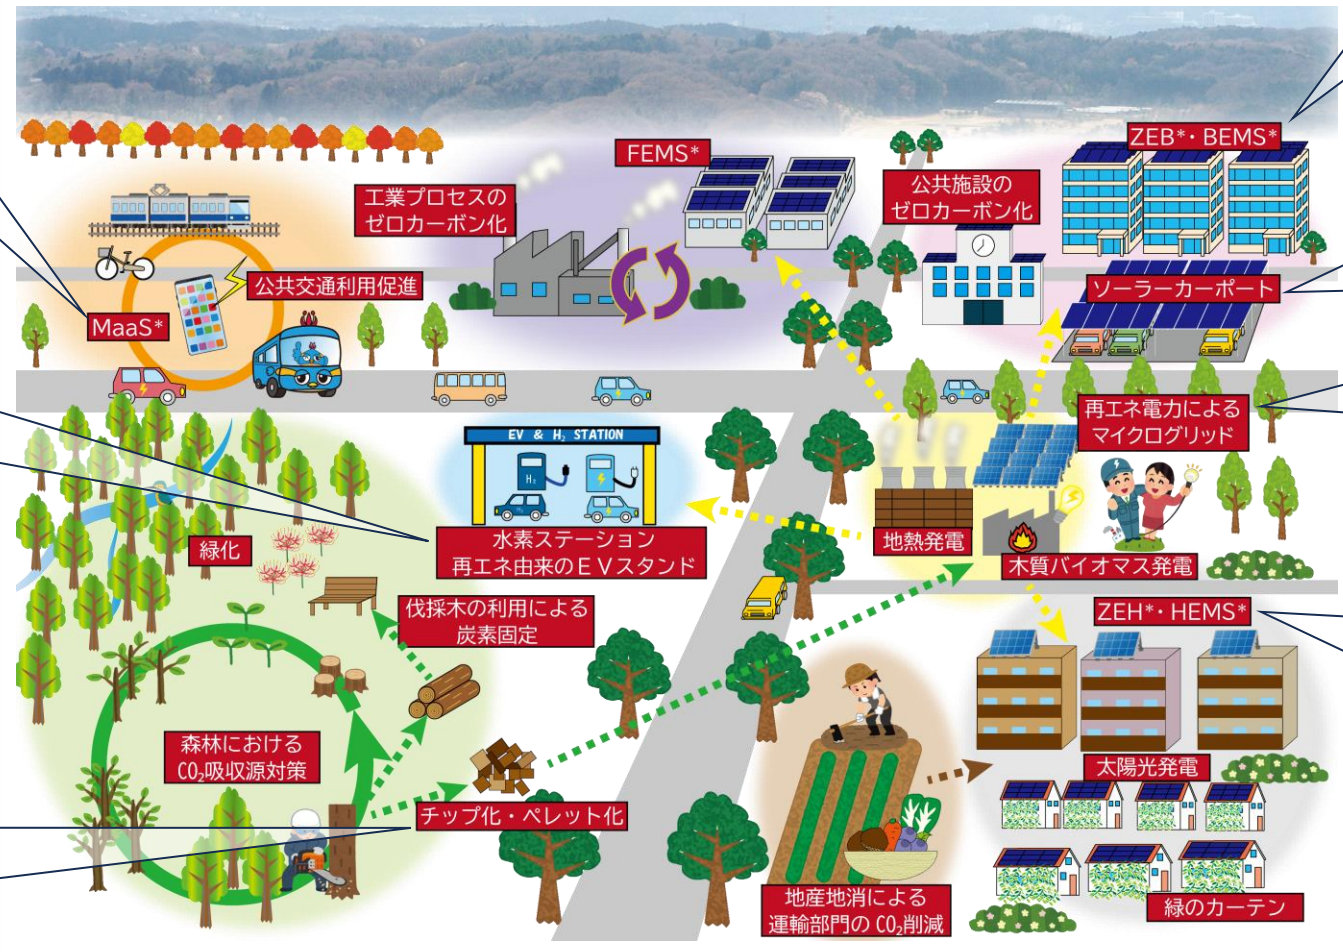 FEMS*
ZEB*・BEMS*
工業プロセスの
ゼロカーボン化
公共施設の
ゼロカーボン化
公共交通利用促進
ソーラーカーポート
MaaS*
再エネ電力による
マイクログリッド
EV & H₂ STATION
H₂
緑化
水素ステーション
再エネ由来のEVスタンド
地熱発電
木質バイオマス発電
伐採木の利用による
炭素固定
ZEH*・HEMS*
森林における
CO₂吸収源対策
太陽光発電
チップ化・ペレット化
地産地消による
運輸部門の CO₂削減
緑のカーテン